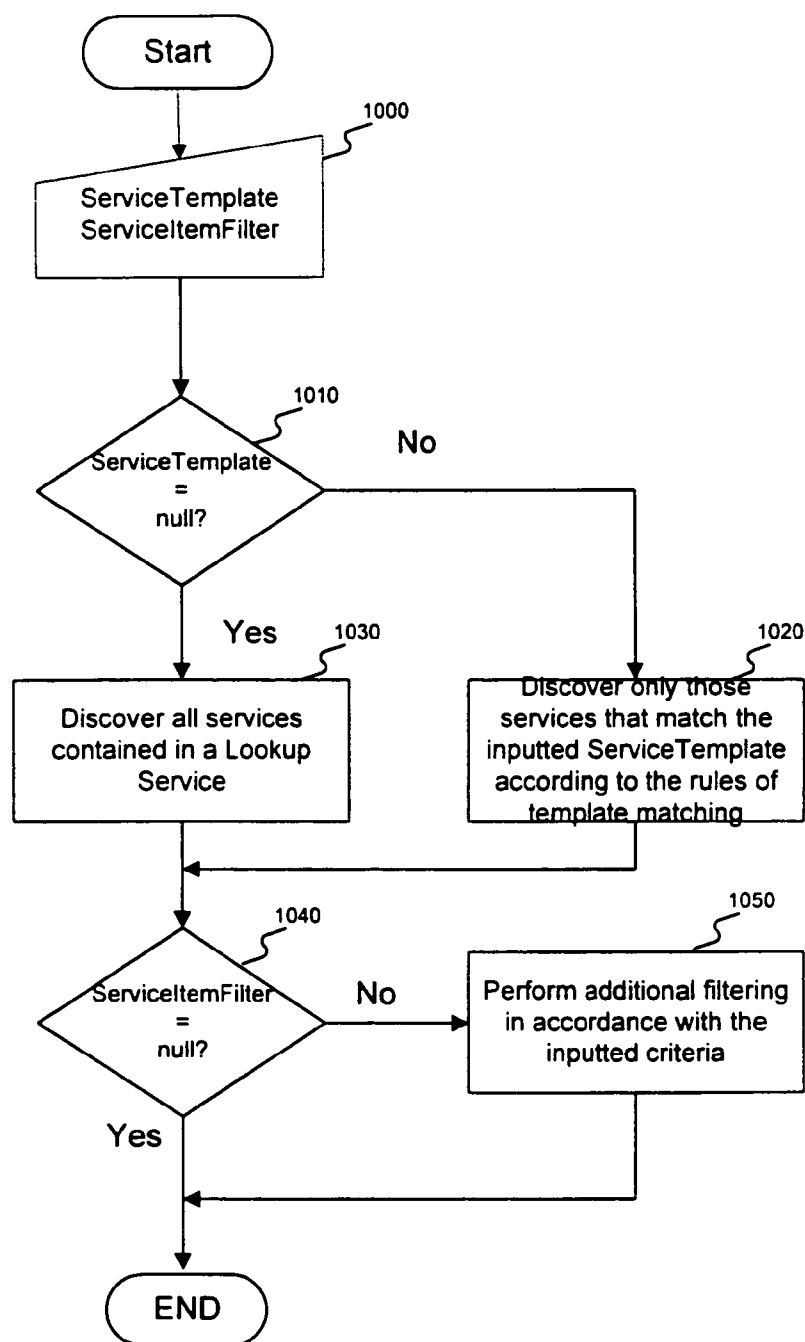 Start
1000
ServiceTemplate
ServiceItemFilter
1010
ServiceTemplate
=
null?
No
Yes
1030
Discover all services
contained in a Lookup
Service
1020
Discover only those
services that match the
inputted ServiceTemplate
according to the rules of
template matching
1040
ServiceItemFilter
=
null?
No
Yes
1050
Perform additional filtering
in accordance with the
inputted criteria
END